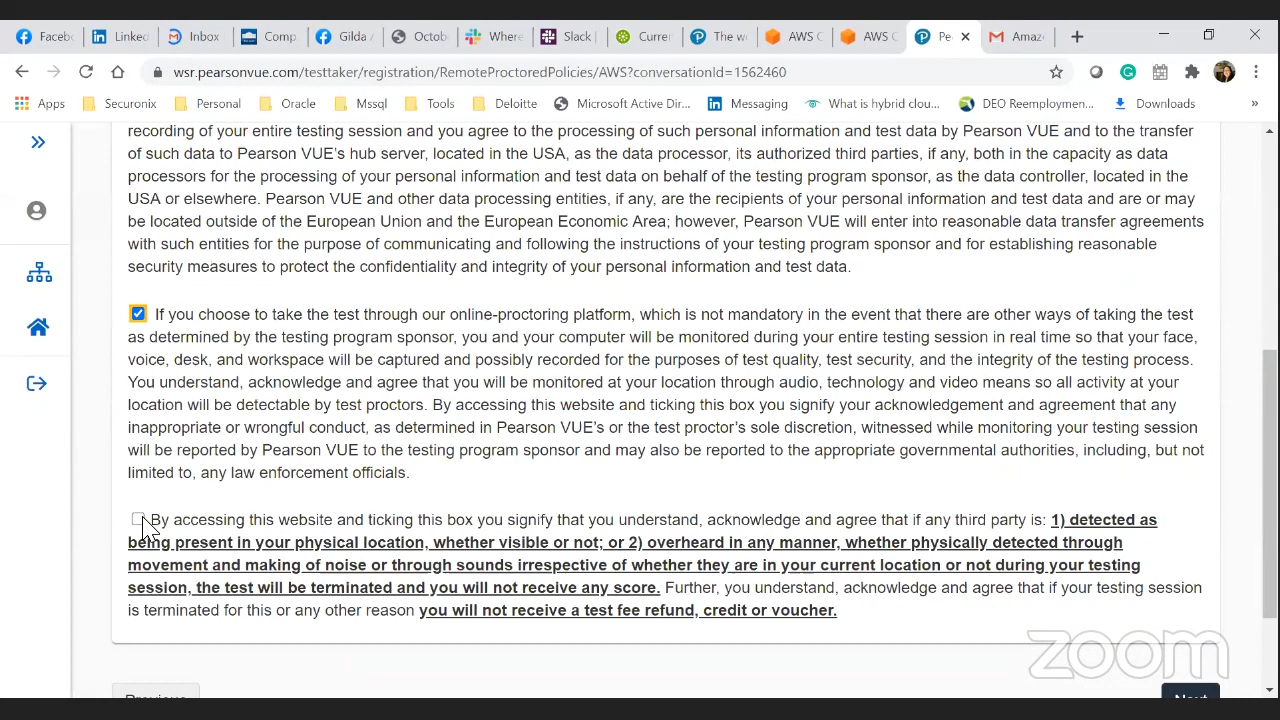 Faceb
Linked
Inbox
Comp
Gilda
Octob
Where
Slack
Currer
The w
AWS C
AWS C
Pe
Amaz
wsr.pearsonvue.com/testtaker/registration/RemoteProctoredPolicies/AWS?conversationId=1562460
Apps
Securonix
Personal
Oracle
Mssql
Tools
Deloitte
Microsoft Active Dir...
Messaging
What is hybrid clou...
DEO Reemploymen...
Downloads
recording of your entire testing session and you agree to the processing of such personal information and test data by Pearson VUE and to the transfer
of such data to Pearson VUE's hub server, located in the USA, as the data processor, its authorized third parties, if any, both in the capacity as data
processors for the processing of your personal information and test data on behalf of the testing program sponsor, as the data controller, located in the
USA or elsewhere. Pearson VUE and other data processing entities, if any, are the recipients of your personal information and test data and are or may
be located outside of the European Union and the European Economic Area; however, Pearson VUE will enter into reasonable data transfer agreements
with such entities for the purpose of communicating and following the instructions of your testing program sponsor and for establishing reasonable
security measures to protect the confidentiality and integrity of your personal information and test data.
If you choose to take the test through our online-proctoring platform, which is not mandatory in the event that there are other ways of taking the test
as determined by the testing program sponsor, you and your computer will be monitored during your entire testing session in real time so that your face,
voice, desk, and workspace will be captured and possibly recorded for the purposes of test quality, test security, and the integrity of the testing process.
You understand, acknowledge and agree that you will be monitored at your location through audio, technology and video means so all activity at your
location will be detectable by test proctors. By accessing this website and ticking this box you signify your acknowledgement and agreement that any
inappropriate or wrongful conduct, as determined in Pearson VUE's or the test proctor's sole discretion, witnessed while monitoring your testing session
will be reported by Pearson VUE to the testing program sponsor and may also be reported to the appropriate governmental authorities, including, but not
limited to, any law enforcement officials.
By accessing this website and ticking this box you signify that you understand, acknowledge and agree that if any third party is: 1) detected as
being present in your physical location, whether visible or not; or 2) overheard in any manner, whether physically detected through
movement and making of noise or through sounds irrespective of whether they are in your current location or not during your testing
session, the test will be terminated and you will not receive any score. Further, you understand, acknowledge and agree that if your testing session
is terminated for this or any other reason you will not receive a test fee refund, credit or voucher.
zoom
Previous
Next